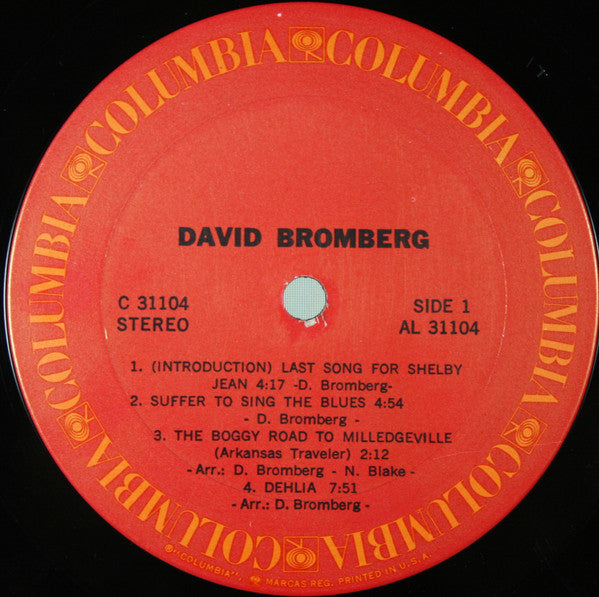 COLUMBIA COLUMBIA COLUMBIA COLUMBIA COLUMBIA COLUMBIA
DAVID BROMBERG
C 31104
STEREO
SIDE 1
AL 31104
1. (INTRODUCTION) LAST SONG FOR SHELBY
JEAN 4:17 -D. Bromberg-
2. SUFFER TO SING THE BLUES 4:54
- D. Bromberg -
3. THE BOGGY ROAD TO MILLEDGEVILLE
(Arkansas Traveler) 2:12
-Arr.: D. Bromberg - N. Blake -
4. DEHLIA 7:51
-Arr.: D. Bromberg -
®"COLUMBIA", MARCAS REG. PRINTED IN U.S.A.